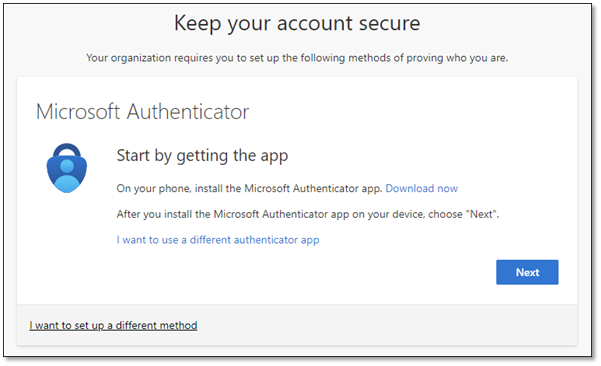 Keep your account secure
Your organization requires you to set up the following methods of proving who you are.
Microsoft Authenticator
Start by getting the app
On your phone, install the Microsoft Authenticator app. Download now
After you install the Microsoft Authenticator app on your device, choose "Next".
I want to use a different authenticator app
Next
I want to set up a different method